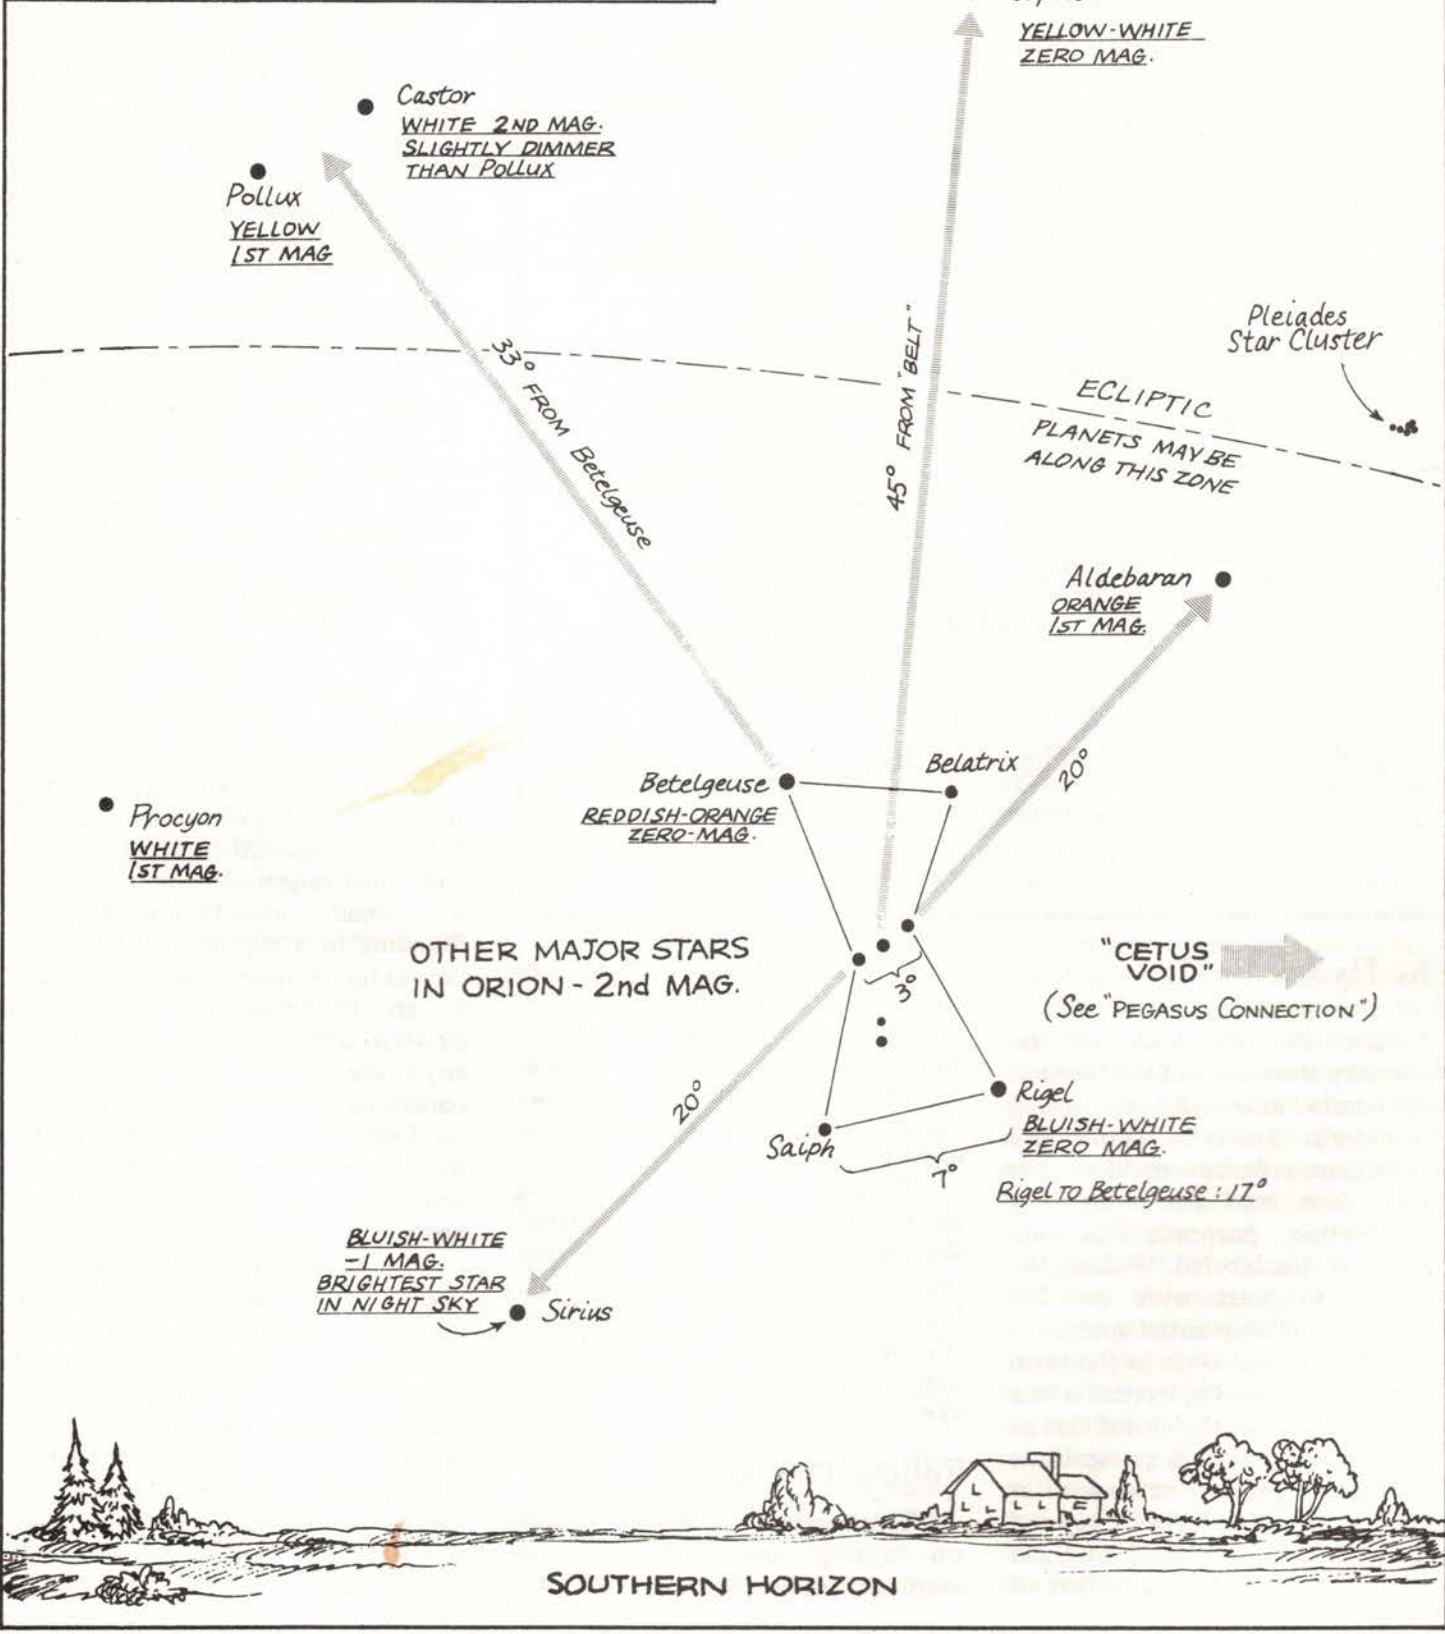 YELLOW-WHITE
ZERO MAG.
Castor
WHITE 2ND MAG.
SLIGHTLY DIMMER
THAN POLLUX
Pollux
YELLOW
1ST MAG
Pleiades
Star Cluster
33° FROM Betelgeuse
45° FROM "BELT"
ECLIPTIC
PLANETS MAY BE
ALONG THIS ZONE
Aldebaran
ORANGE
1ST MAG.
20°
Betelgeuse
REDDISH-ORANGE
ZERO-MAG.
Belatrix
Procyon
WHITE
1ST MAG.
OTHER MAJOR STARS
IN ORION - 2nd MAG.
3°
"CETUS
VOID"
(See "PEGASUS CONNECTION")
20°
Rigel
BLUISH-WHITE
ZERO MAG.
Saiph
7°
Rigel to Betelgeuse: 17°
BLUISH-WHITE
-1 MAG.
BRIGHTEST STAR
IN NIGHT SKY
Sirius
SOUTHERN HORIZON